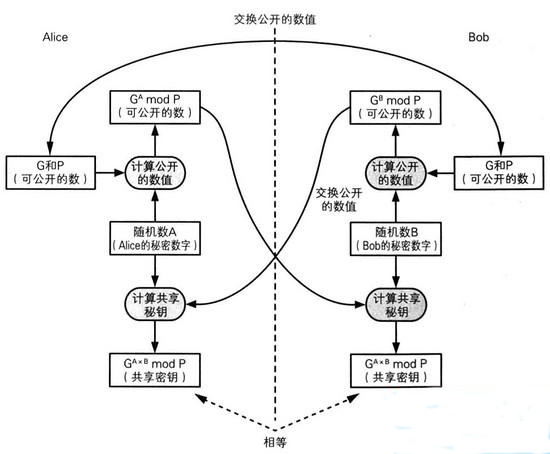 交换公开的数值
Alice
Bob
G^A mod P
(可公开的数)
G^B mod P
(可公开的数)
G和P
(可公开的数)
计算公开
的数值
计算公开
的数值
G和P
(可公开的数)
交换公开
的数值
随机数A
(Alice的秘密数字)
随机数B
(Bob的秘密数字)
计算共享
秘钥
计算共享
秘钥
G^A×B mod P
(共享密钥)
G^A×B mod P
(共享密钥)
相等